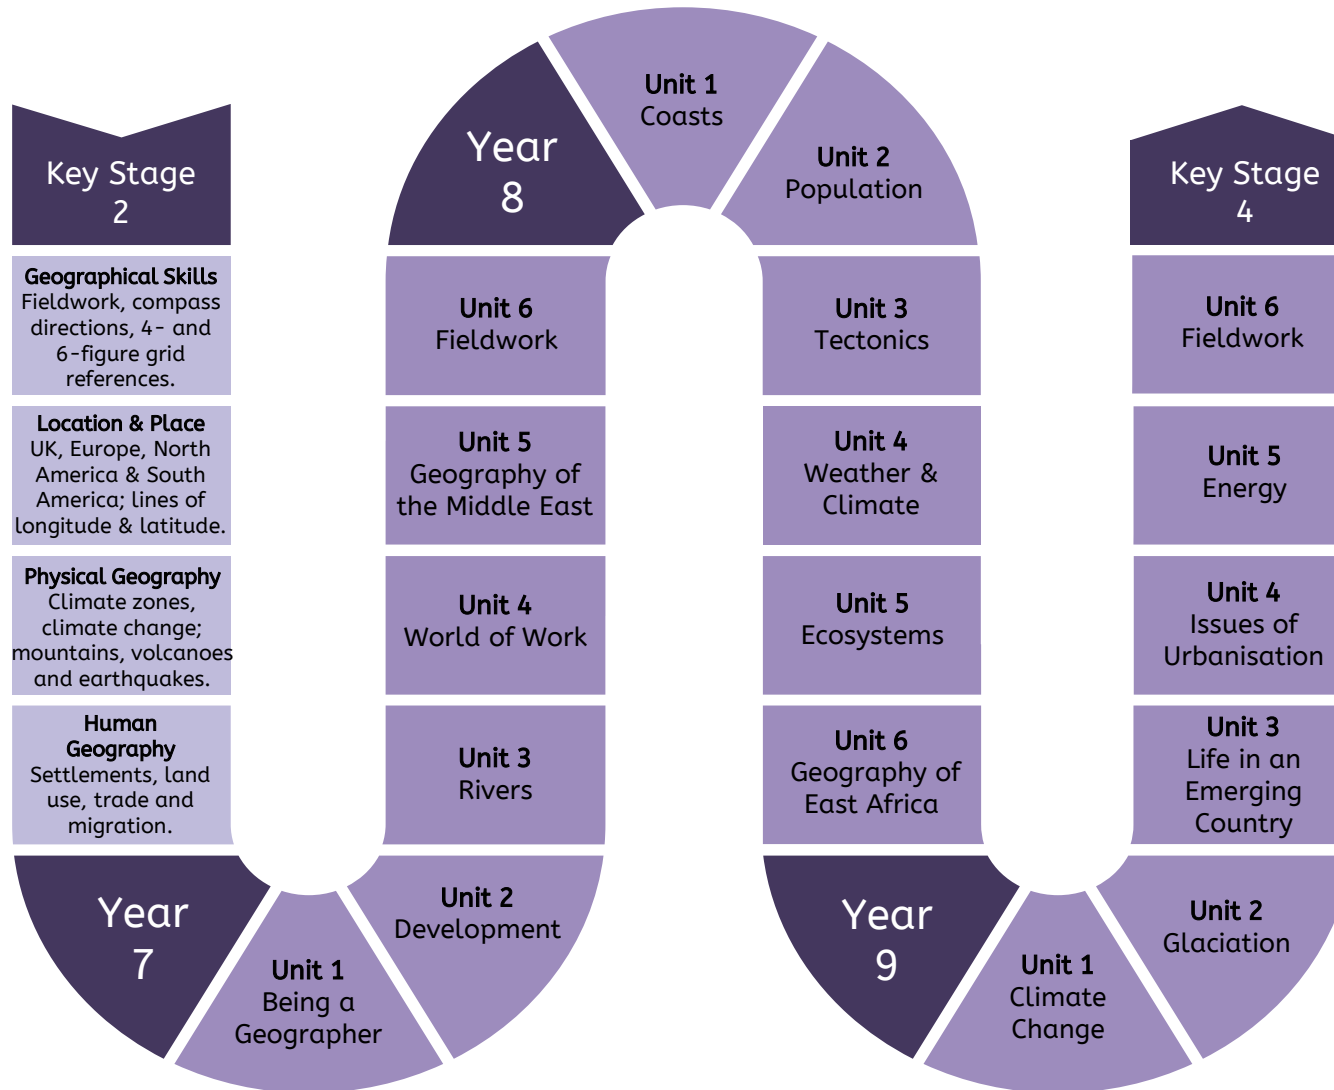 Key Stage
2
Geographical Skills
Fieldwork, compass
directions, 4- and
6-figure grid
references.
Location & Place
UK, Europe, North
America & South
America; lines of
longitude & latitude.
Physical Geography
Climate zones,
climate change;
mountains, volcanoes
and earthquakes.
Human
Geography
Settlements, land
use, trade and
migration.
Year
7
Unit 1
Being a
Geographer
Unit 2
Development
Unit 3
Rivers
Unit 4
World of Work
Unit 5
Geography of
the Middle East
Unit 6
Fieldwork
Year
8
Unit 1
Coasts
Unit 2
Population
Unit 3
Tectonics
Unit 4
Weather &
Climate
Unit 5
Ecosystems
Unit 6
Geography of
East Africa
Year
9
Unit 1
Climate
Change
Unit 2
Glaciation
Unit 3
Life in an
Emerging
Country
Unit 4
Issues of
Urbanisation
Unit 5
Energy
Unit 6
Fieldwork
Key Stage
4